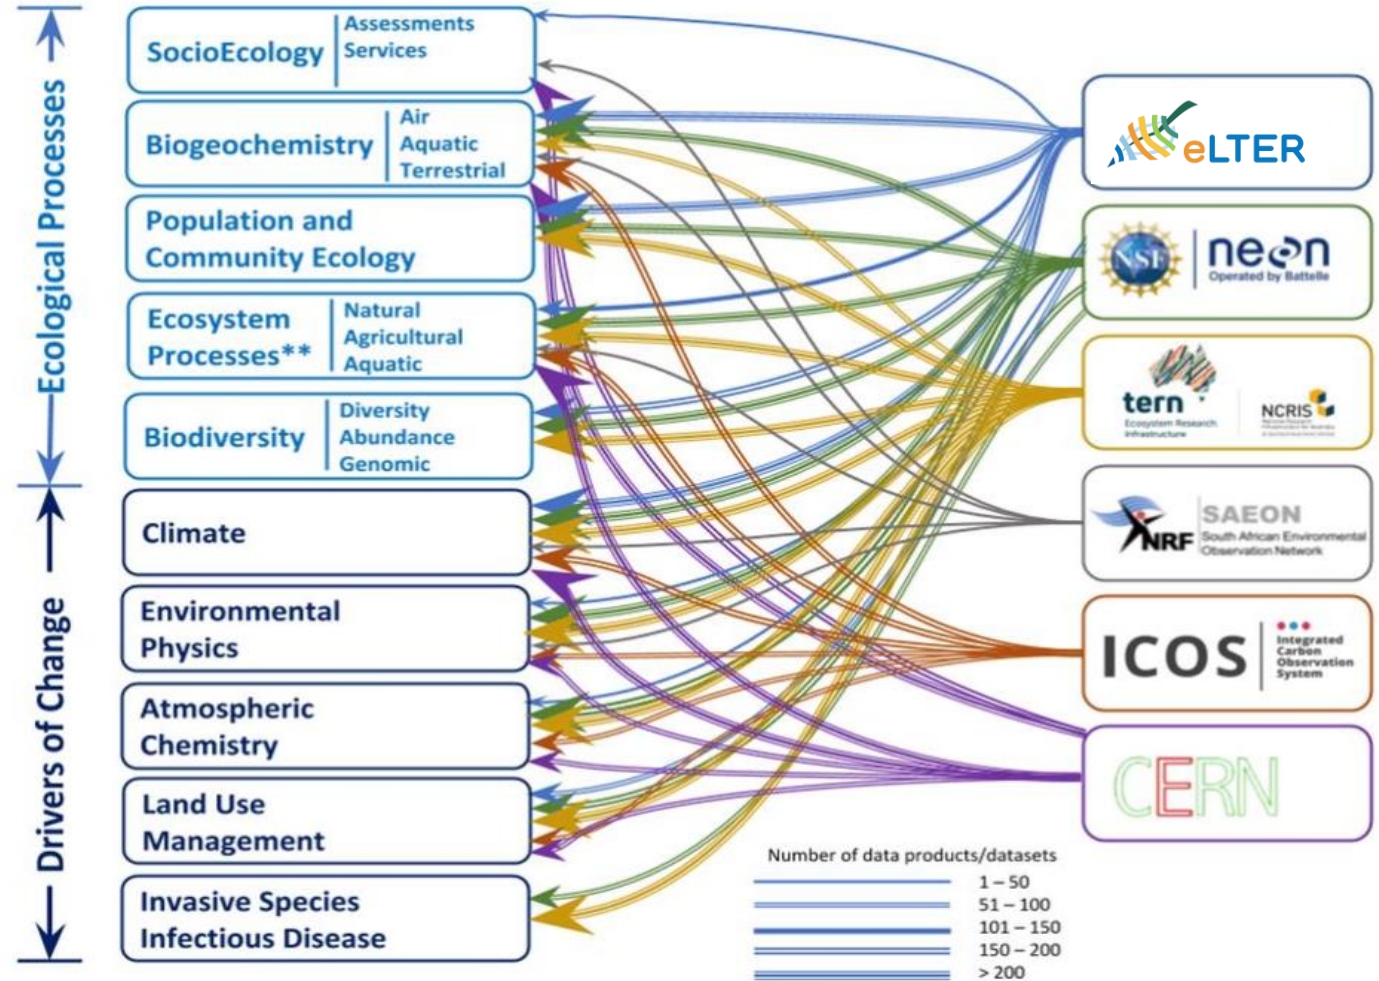 Ecological Processes
Drivers of Change
SocioEcology
Assessments
Services
Biogeochemistry
Air
Aquatic
Terrestrial
Population and
Community Ecology
Ecosystem
Processes**
Natural
Agricultural
Aquatic
Biodiversity
Diversity
Abundance
Genomic
Climate
Environmental
Physics
Atmospheric
Chemistry
Land Use
Management
Invasive Species
Infectious Disease
eLTER
NSF
neon
Operated by Battelle
tern
Ecosystem Research
Infrastructure
NCRIS
NRF
SAEON
South African Environmental
Observation Network
ICOS
Integrated
Carbon
Observation
System
CERN
Number of data products/datasets
1 – 50
51 – 100
101 – 150
150 – 200
> 200